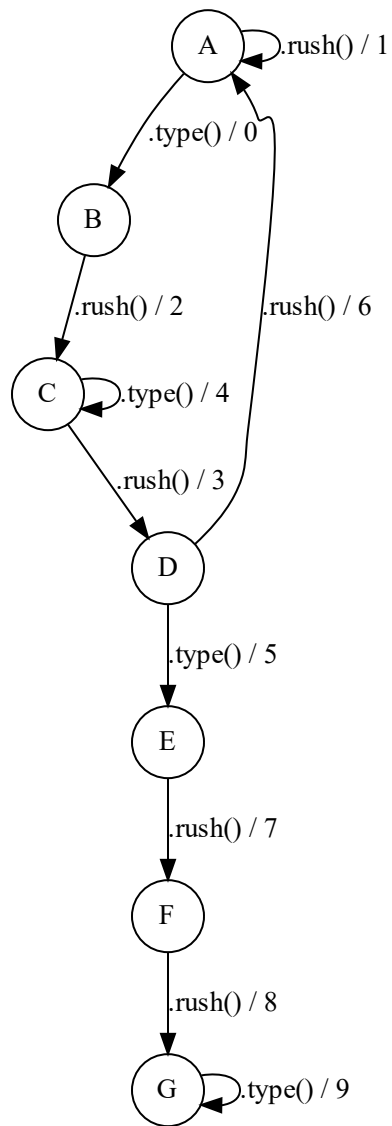 A
.rush() / 1
.type() / 0
B
.rush() / 2
.rush() / 6
C
.type() / 4
.rush() / 3
D
.type() / 5
E
.rush() / 7
F
.rush() / 8
G
.type() / 9